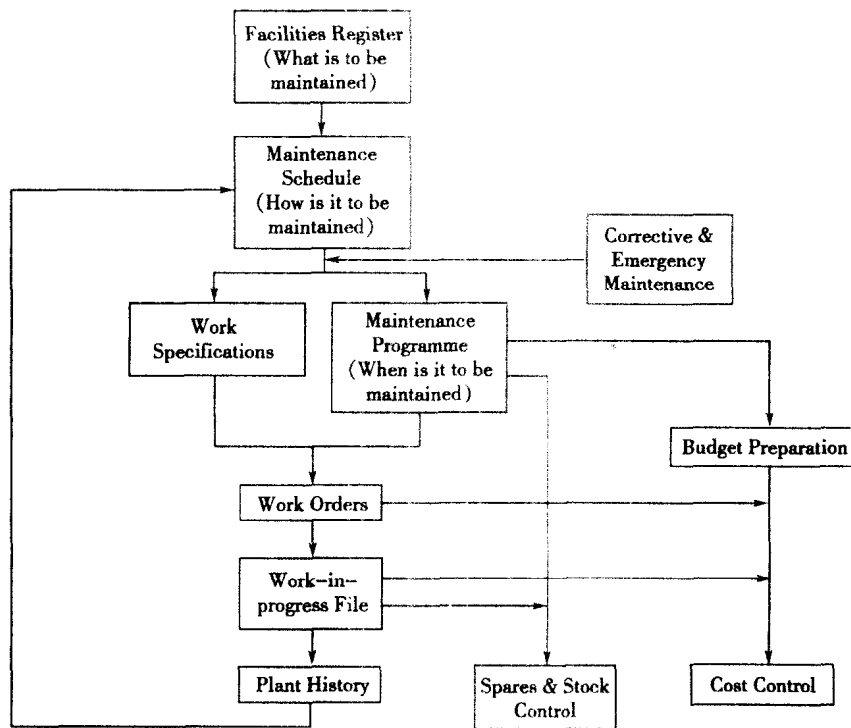 Facilities Register
(What is to be
maintained)
Maintenance
Schedule
(How is it to be
maintained)
Corrective &
Emergency
Maintenance
Work
Specifications
Maintenance
Programme
(When is it to be
maintained)
Budget Preparation
Work Orders
Work-in-
progress File
Plant History
Spares & Stock
Control
Cost Control